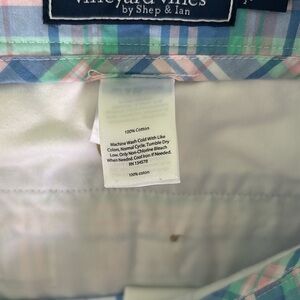 vineyard vines
by Shep & Ian
100% Cotton
Machine Wash Cold With Like
Colors, Normal Cycle. Tumble Dry
Low. Only Non-Chlorine Bleach
When Needed. Cool Iron If Needed.
RN 134578
100% coton